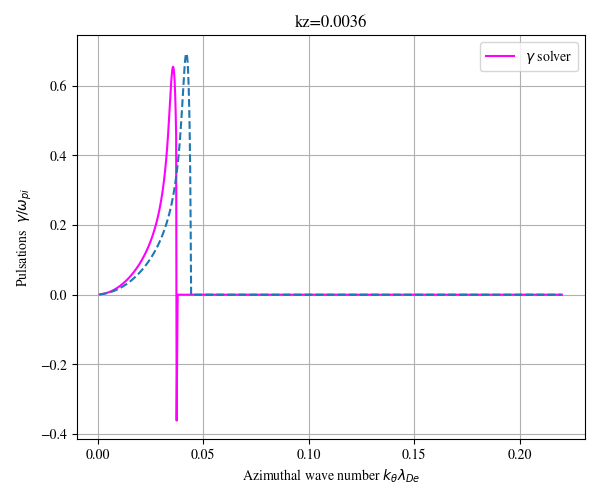 kz=0.0036
γ solver
Pulsations γ/ω_pi
0.6
0.4
0.2
0.0
−0.2
−0.4
0.00 0.05 0.10 0.15 0.20
Azimuthal wave number k_θλ_De